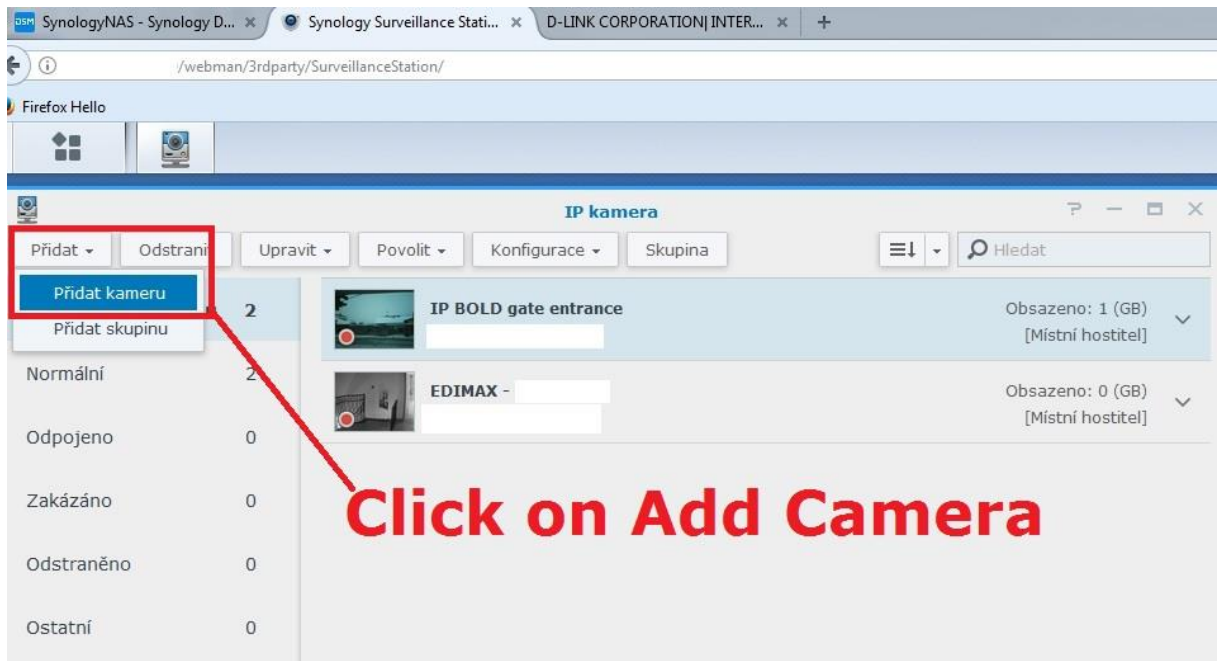 DSM SynologyNAS - Synology D... × Synology Surveillance Stati... × D-LINK CORPORATION| INTER... × +
/webman/3rdparty/SurveillanceStation/
Firefox Hello
IP kamera
Přidat Odstranit Upravit Povolit Konfigurace Skupina Hledat
Přidat kameru
Přidat skupinu
2
Normální 2
Odpojeno 0
Zakázáno 0
Odstraněno 0
Ostatní 0
IP BOLD gate entrance Obsazeno: 1 (GB)
[Místní hostitel]
EDIMAX - Obsazeno: 0 (GB)
[Místní hostitel]
Click on Add Camera